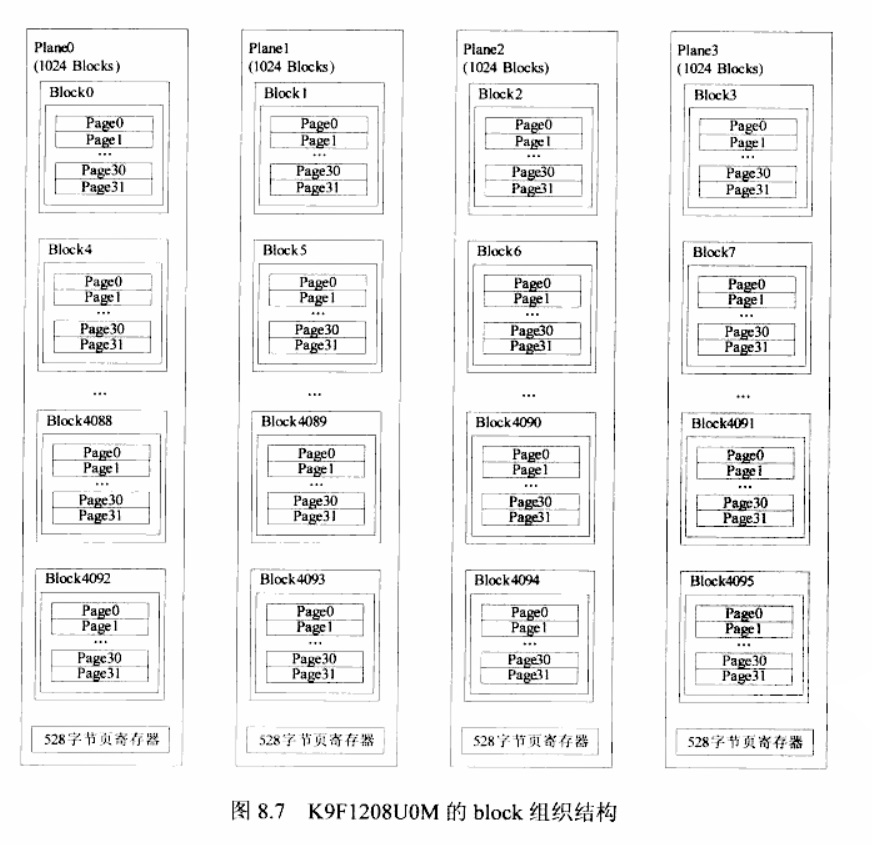 Plane0
(1024 Blocks)
Block0
Page0
Page1
...
Page30
Page31
Block4
Page0
Page1
...
Page30
Page31
...
Block4088
Page0
Page1
...
Page30
Page31
Block4092
Page0
Page1
...
Page30
Page31
528字节页寄存器
Plane1
(1024 Blocks)
Block1
Page0
Page1
...
Page30
Page31
Block5
Page0
Page1
...
Page30
Page31
...
Block4089
Page0
Page1
...
Page30
Page31
Block4093
Page0
Page1
...
Page30
Page31
528字节页寄存器
Plane2
(1024 Blocks)
Block2
Page0
Page1
...
Page30
Page31
Block6
Page0
Page1
...
Page30
Page31
...
Block4090
Page0
Page1
...
Page30
Page31
Block4094
Page0
Page1
...
Page30
Page31
528字节页寄存器
Plane3
(1024 Blocks)
Block3
Page0
Page1
...
Page30
Page31
Block7
Page0
Page1
...
Page30
Page31
...
Block4091
Page0
Page1
...
Page30
Page31
Block4095
Page0
Page1
...
Page30
Page31
528字节页寄存器
图 8.7 K9F1208U0M 的 block 组织结构